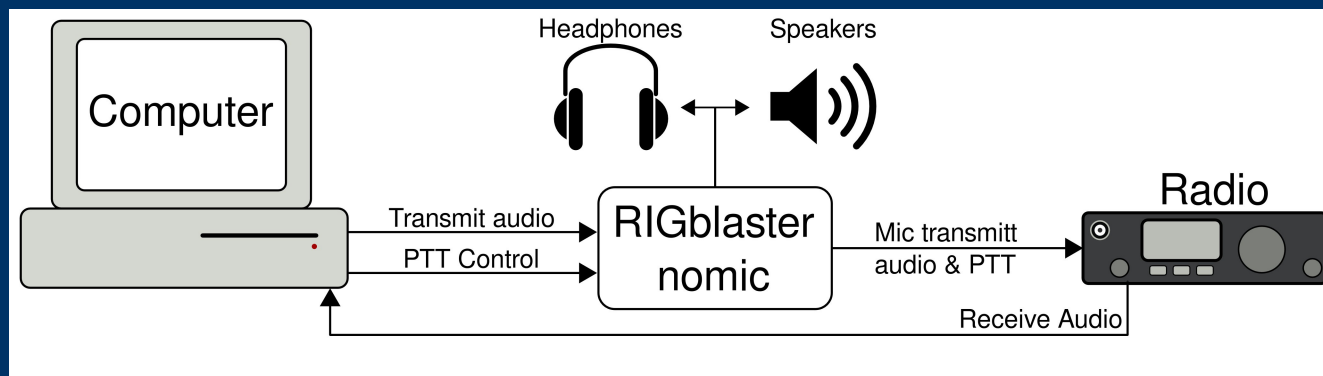 Headphones
Speakers
Computer
Radio
Transmit audio
RIGblaster
nomic
Mic transmitt
audio & PTT
PTT Control
Receive Audio